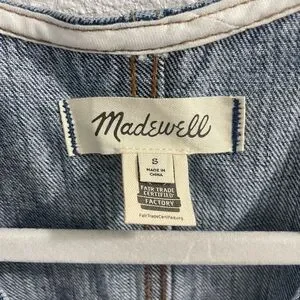 Madewell
S
MADE IN
CHINA
FAIR TRADE
CERTIFIED
FACTORY
FairTradeCertified.org